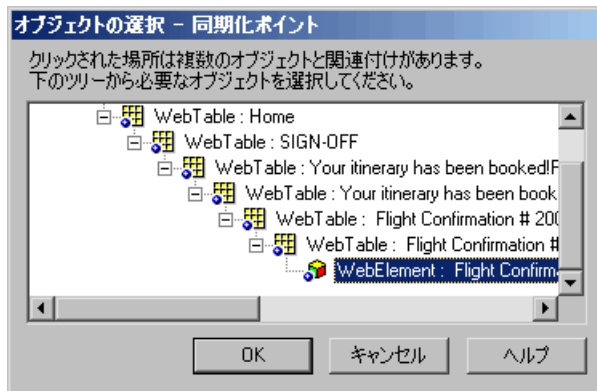 オブジェクトの選択 - 同期化ポイント
クリックされた場所は複数のオブジェクトと関連付けがあります。
下のツリーから必要なオブジェクトを選択してください。
WebTable : Home
WebTable : SIGN-OFF
WebTable : Your itinerary has been booked!F
WebTable : Your itinerary has been book
WebTable : Flight Confirmation # 200
WebTable : Flight Confirmation #
WebElement : Flight Confirma
OK キャンセル ヘルプ